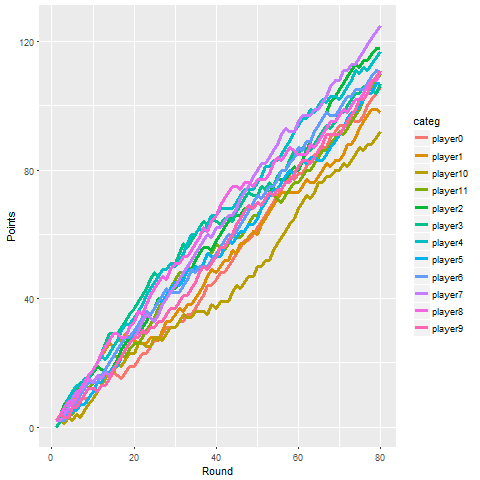 120
80
40
0
Points
0
20
40
60
80
Round
categ
player0
player1
player10
player11
player2
player3
player4
player5
player6
player7
player8
player9